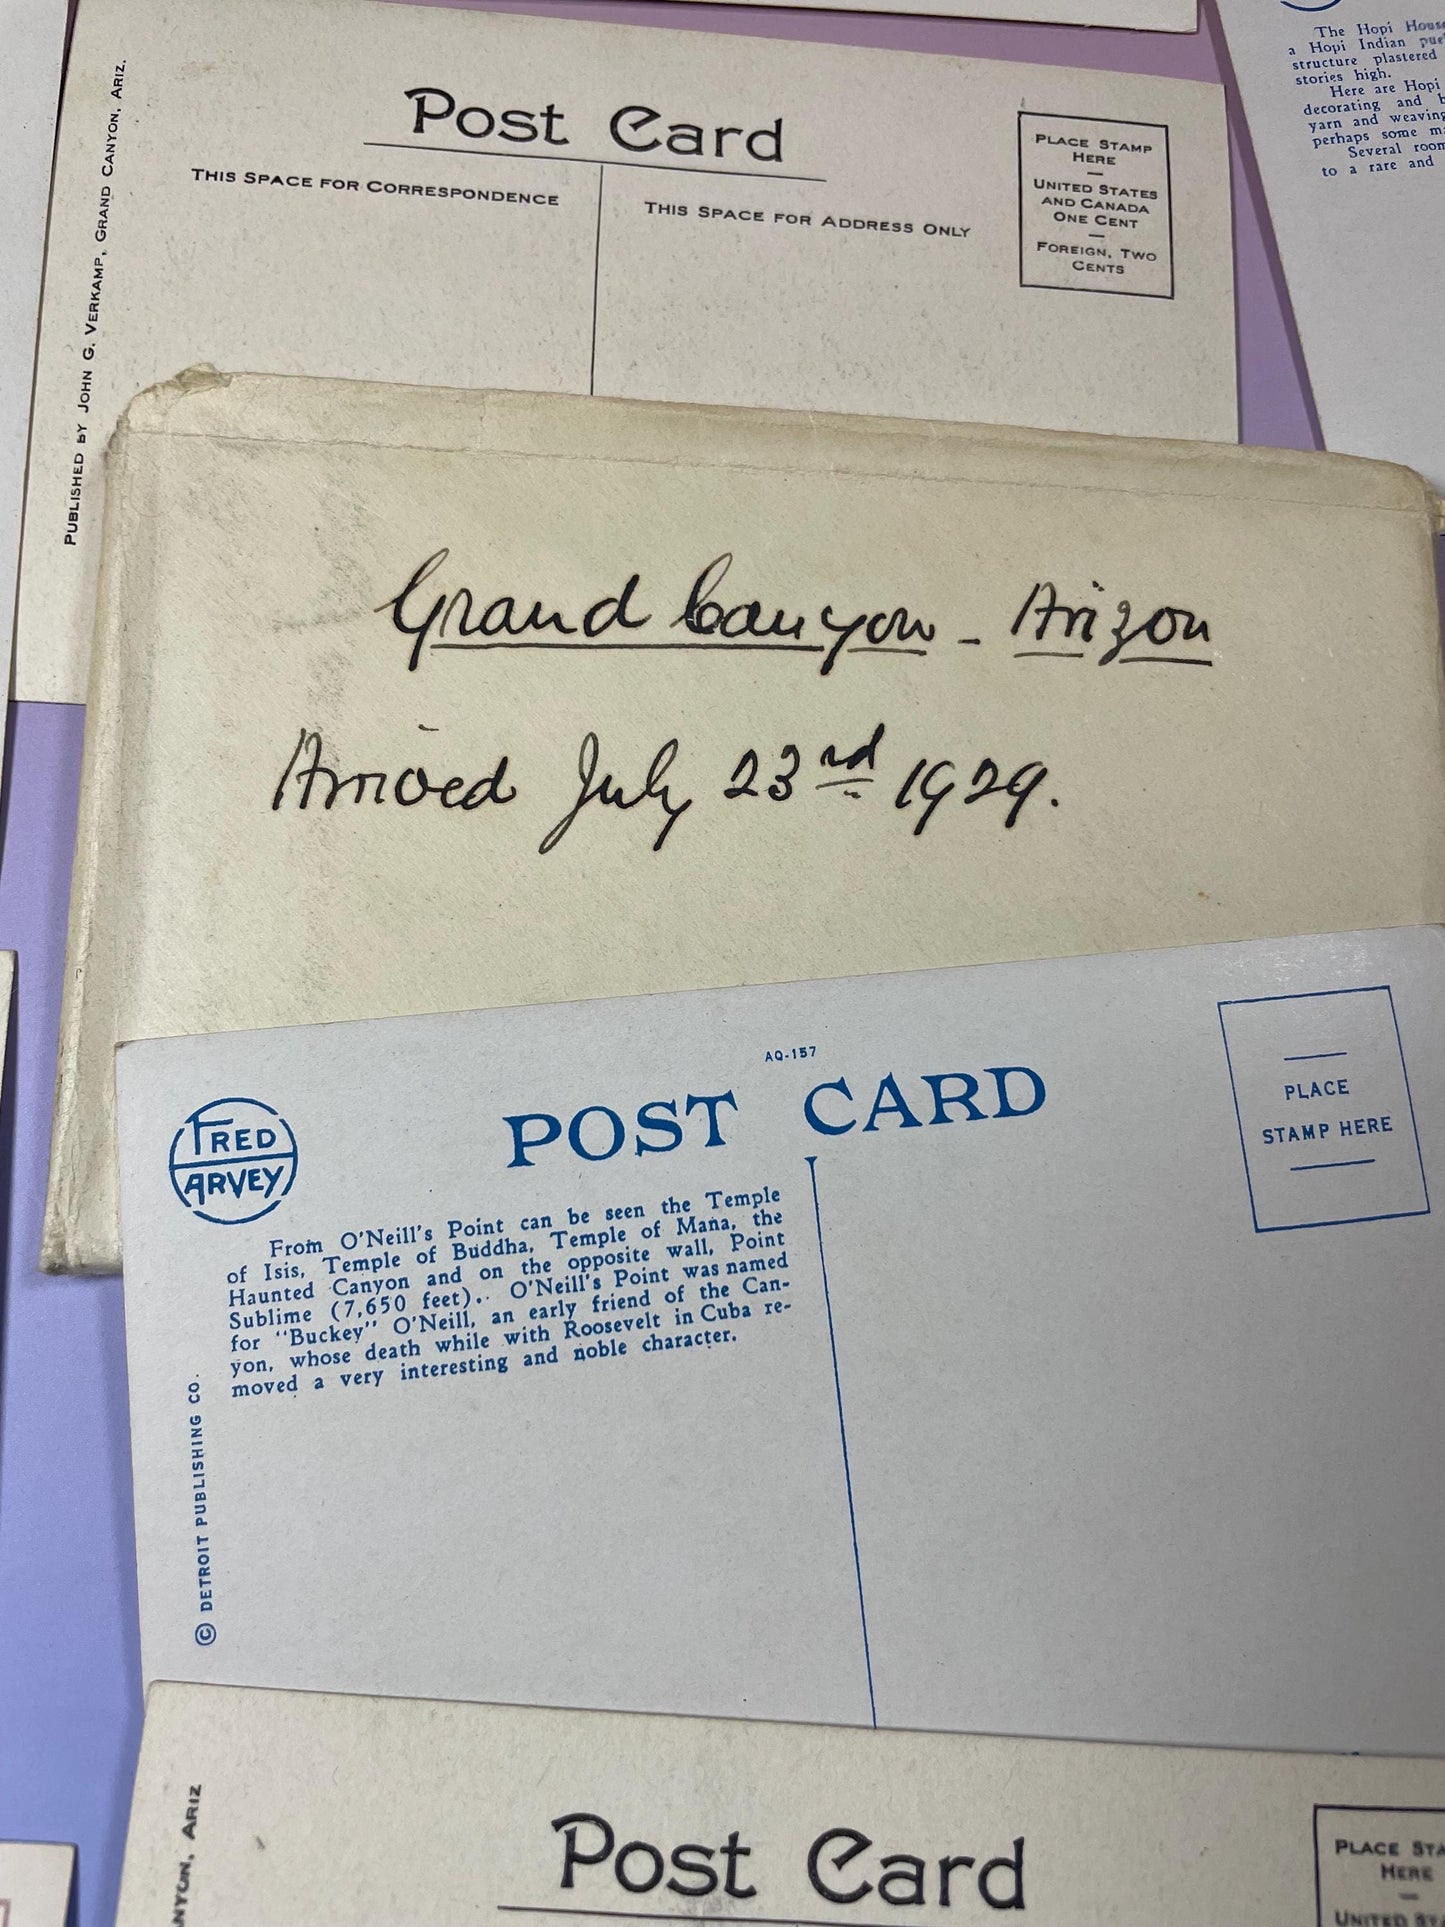 Post Card
THIS SPACE FOR CORRESPONDENCE
THIS SPACE FOR ADDRESS ONLY
PLACE STAMP
HERE
UNITED STATES
AND CANADA
ONE CENT
FOREIGN, TWO
CENTS
PUBLISHED BY JOHN G. VERKAMP, GRAND CANYON, ARIZ.
The Hopi House
a Hopi Indian
structure plastered
stories high.
Here are Hopi
decorating and
yarn and weaving
perhaps some
Several
to a rare and
Grand Canyon - Arizon
Arrived July 23rd 1929.
AQ-157
FRED
HARVEY
POST CARD
PLACE
STAMP HERE
From O'Neill's Point can be seen the Temple
of Isis, Temple of Buddha, Temple of Maña, the
Haunted Canyon and on the opposite wall, Point
Sublime (7,650 feet). O'Neill's Point was named
for "Buckey" O'Neill, an early friend of the Can-
yon, whose death while with Roosevelt in Cuba re-
moved a very interesting and noble character.
© DETROIT PUBLISHING CO.
Post Card
PLACE
HERE
UNITED
ARIZ